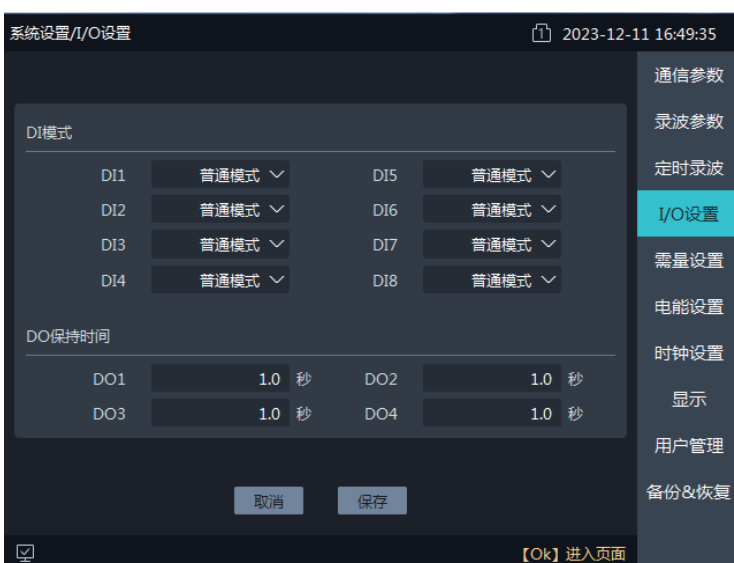 系统设置/I/O设置 1 2023-12-11 16:49:35
DI模式
DI1 普通模式 DI5 普通模式
DI2 普通模式 DI6 普通模式
DI3 普通模式 DI7 普通模式
DI4 普通模式 DI8 普通模式
DO保持时间
DO1 1.0 秒 DO2 1.0 秒
DO3 1.0 秒 DO4 1.0 秒
取消 保存
【Ok】进入页面
通信参数
录波参数
定时录波
I/O设置
需量设置
电能设置
时钟设置
显示
用户管理
备份&恢复